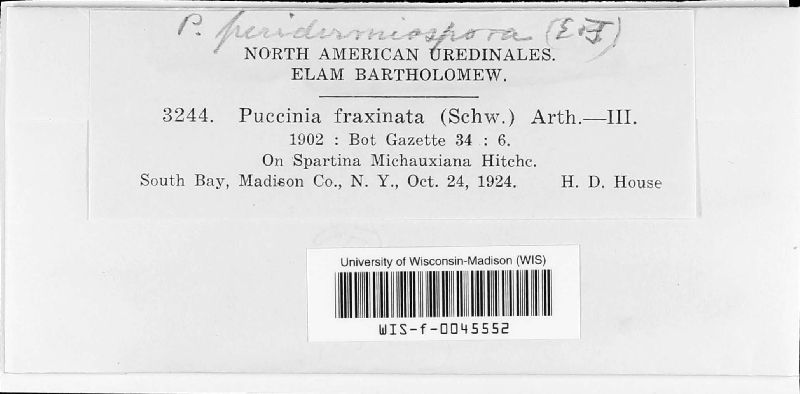 P. peridermiospora (E.&T)
NORTH AMERICAN UREDINALES.
ELAM BARTHOLOMEW.
3244. Puccinia fraxinata (Schw.) Arth.—III.
1902 : Bot Gazette 34 : 6.
On Spartina Michauxiana Hitchc.
South Bay, Madison Co., N. Y., Oct. 24, 1924. H. D. House
University of Wisconsin-Madison (WIS)
WIS-f-0045552